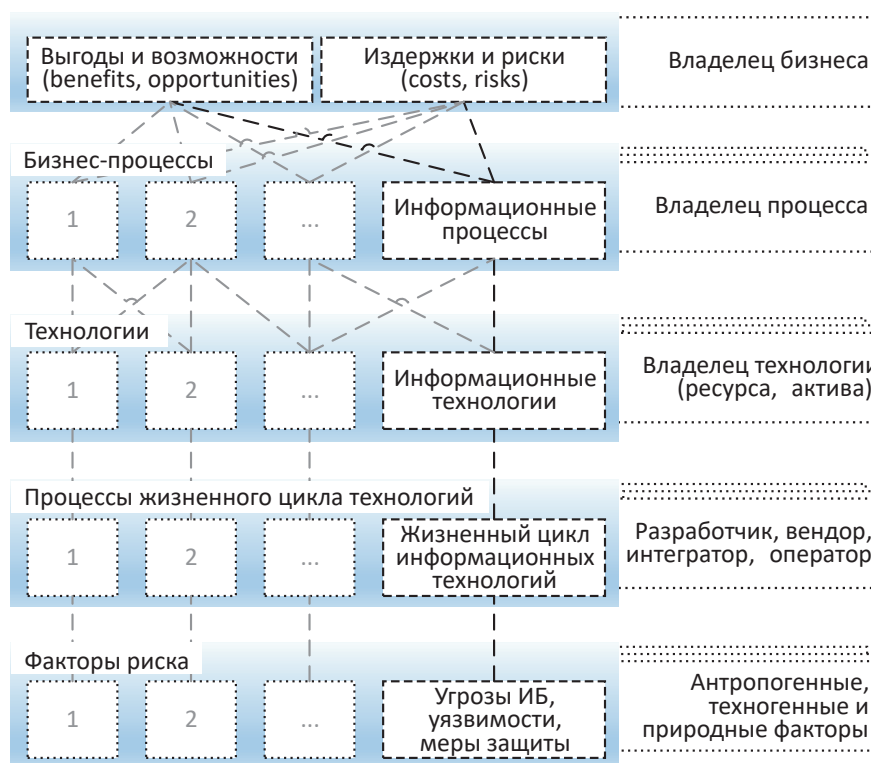 Выгоды и возможности
(benefits, opportunities)
Издержки и риски
(costs, risks)
Владелец бизнеса
Бизнес-процессы
1
2
...
Информационные
процессы
Владелец процесса
Технологии
1
2
...
Информационные
технологии
Владелец технологии
(ресурса, актива)
Процессы жизненного цикла технологий
1
2
...
Жизненный цикл
информационных
технологий
Разработчик, вендор,
интегратор, оператор
Факторы риска
1
2
...
Угрозы ИБ,
уязвимости,
меры защиты
Антропогенные,
техногенные и
природные факторы